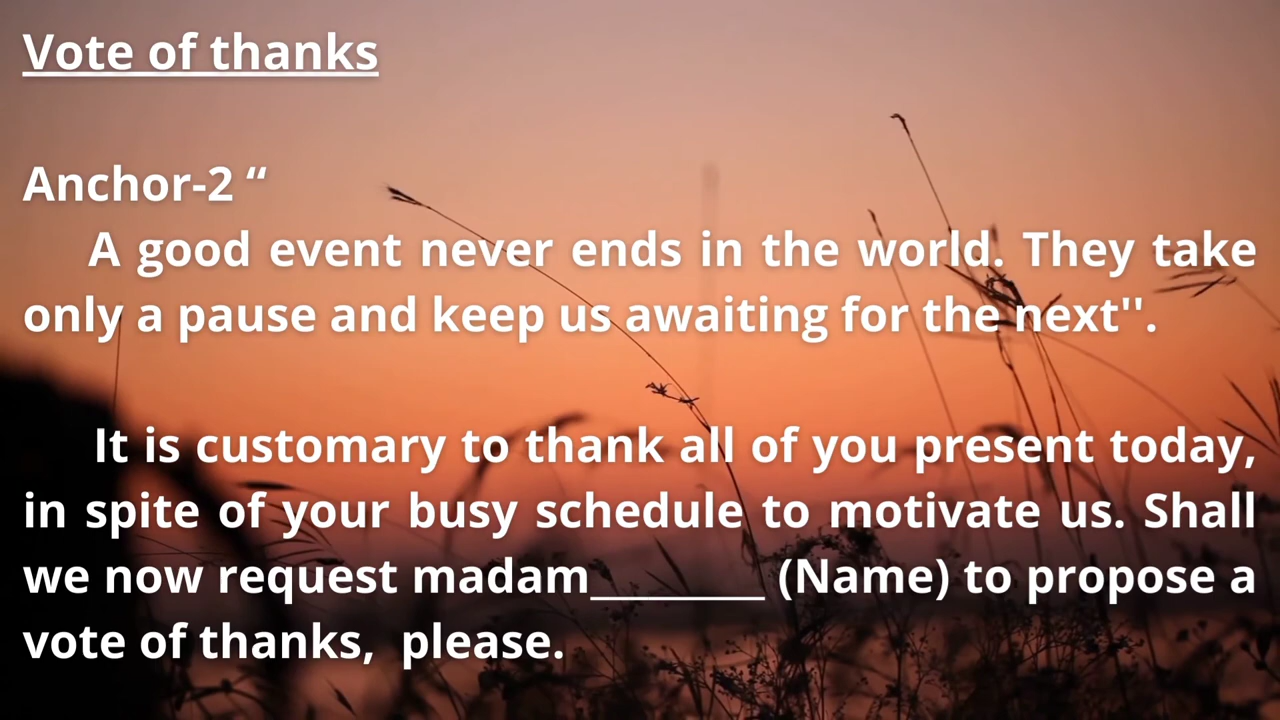 Vote of thanks
Anchor-2 “
A good event never ends in the world. They take
only a pause and keep us awaiting for the next''.
It is customary to thank all of you present today,
in spite of your busy schedule to motivate us. Shall
we now request madam________ (Name) to propose a
vote of thanks,  please.